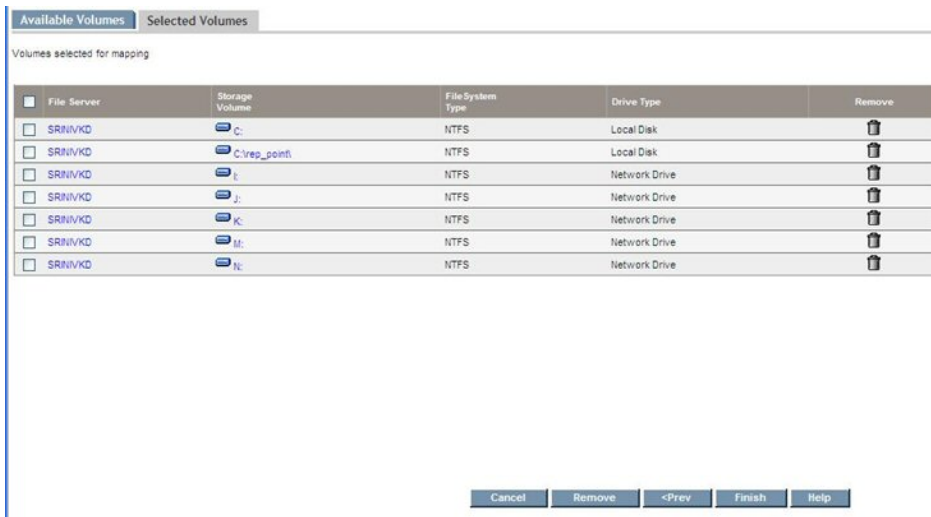 Available Volumes Selected Volumes
Volumes selected for mapping
File Server Storage Volume FileSystem Type Drive Type Remove
SRINIVKD C: NTFS Local Disk
SRINIVKD C:\rep_point\ NTFS Local Disk
SRINIVKD I: NTFS Network Drive
SRINIVKD J: NTFS Network Drive
SRINIVKD K: NTFS Network Drive
SRINIVKD M: NTFS Network Drive
SRINIVKD N: NTFS Network Drive
Cancel Remove <Prev Finish Help